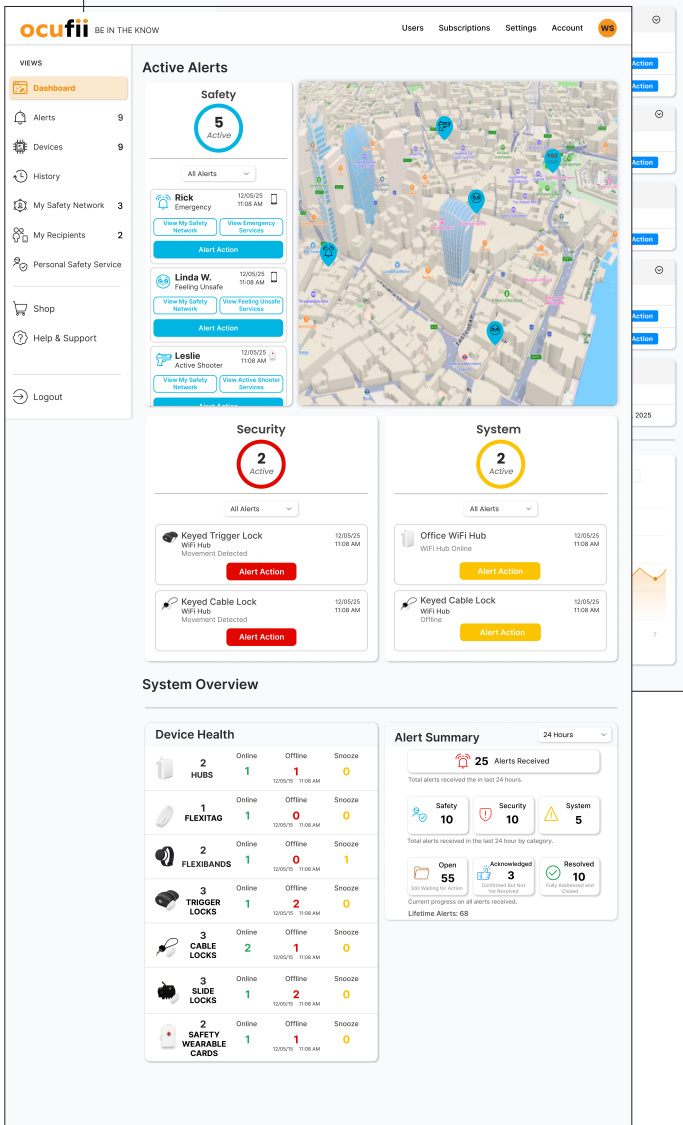 ocufii BE IN THE KNOW
Users Subscriptions Settings Account WS
VIEWS
Dashboard
Alerts 9
Devices 9
History
My Safety Network 3
My Recipients 2
Personal Safety Service
Shop
Help & Support
Logout
Active Alerts
Safety
5
Active
All Alerts
Rick
Emergency
12/05/25
11:08 AM
View My Safety
Network
View Emergency
Services
Alert Action
Linda W.
Feeling Unsafe
12/05/25
11:08 AM
View My Safety
Network
View Feeling Unsafe
Services
Alert Action
Leslie
Active Shooter
12/05/25
11:08 AM
View My Safety
Network
View Active Shooter
Services
Alert Action
Security
2
Active
All Alerts
Keyed Trigger Lock
WiFi Hub
Movement Detected
12/05/25
11:08 AM
Alert Action
Keyed Cable Lock
WiFi Hub
Movement Detected
12/05/25
11:08 AM
Alert Action
System
2
Active
All Alerts
Office WiFi Hub
WiFi Hub Online
12/05/25
11:08 AM
Alert Action
Keyed Cable Lock
WiFi Hub
Offline
12/05/25
11:08 AM
Alert Action
System Overview
Device Health
2
HUBS
Online Offline Snooze
1 1 0
12/05/15 11:08 AM
1
FLEXITAG
Online Offline Snooze
1 0 0
12/05/15 11:08 AM
2
FLEXIBANDS
Online Offline Snooze
1 0 1
12/05/15 11:08 AM
3
TRIGGER
LOCKS
Online Offline Snooze
1 2 0
12/05/15 11:08 AM
3
CABLE
LOCKS
Online Offline Snooze
2 1 0
12/05/15 11:08 AM
3
SLIDE
LOCKS
Online Offline Snooze
1 2 0
12/05/15 11:08 AM
2
SAFETY
WEARABLE
CARDS
Online Offline Snooze
1 1 0
12/05/15 11:08 AM
Alert Summary
24 Hours
25 Alerts Received
Total alerts received the in last 24 hours.
Safety
10
Security
10
System
5
Total alerts received in the last 24 hour by category.
Open
55
Still Waiting for Action
Acknowledged
3
Confirmed But Not
Yet Resolved
Resolved
10
Fully Addressed and
Closed
Current progress on all alerts received.
Lifetime Alerts: 68
Action
Action
Action
Action
Action
Action
, 2025
7